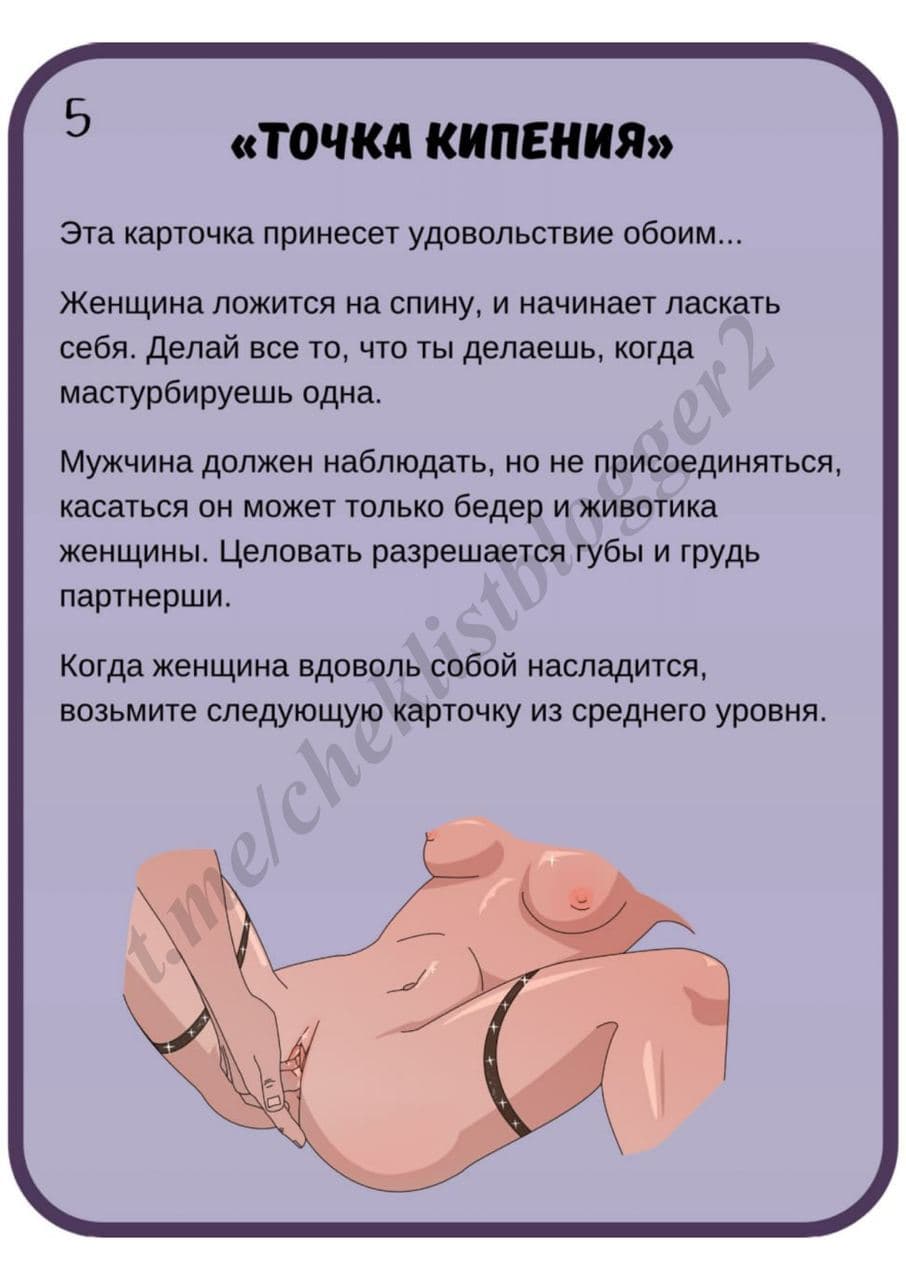 5
«ТОЧКА КИПЕНИЯ»
Эта карточка принесет удовольствие обоим...
Женщина ложится на спину, и начинает ласкать
себя. Делай все то, что ты делаешь, когда
мастурбируешь одна.
Мужчина должен наблюдать, но не присоединяться,
касаться он может только бедер и животика
женщины. Целовать разрешается губы и грудь
партнерши.
Когда женщина вдоволь собой насладится,
возьмите следующую карточку из среднего уровня.
t.me/cheklistblogger2